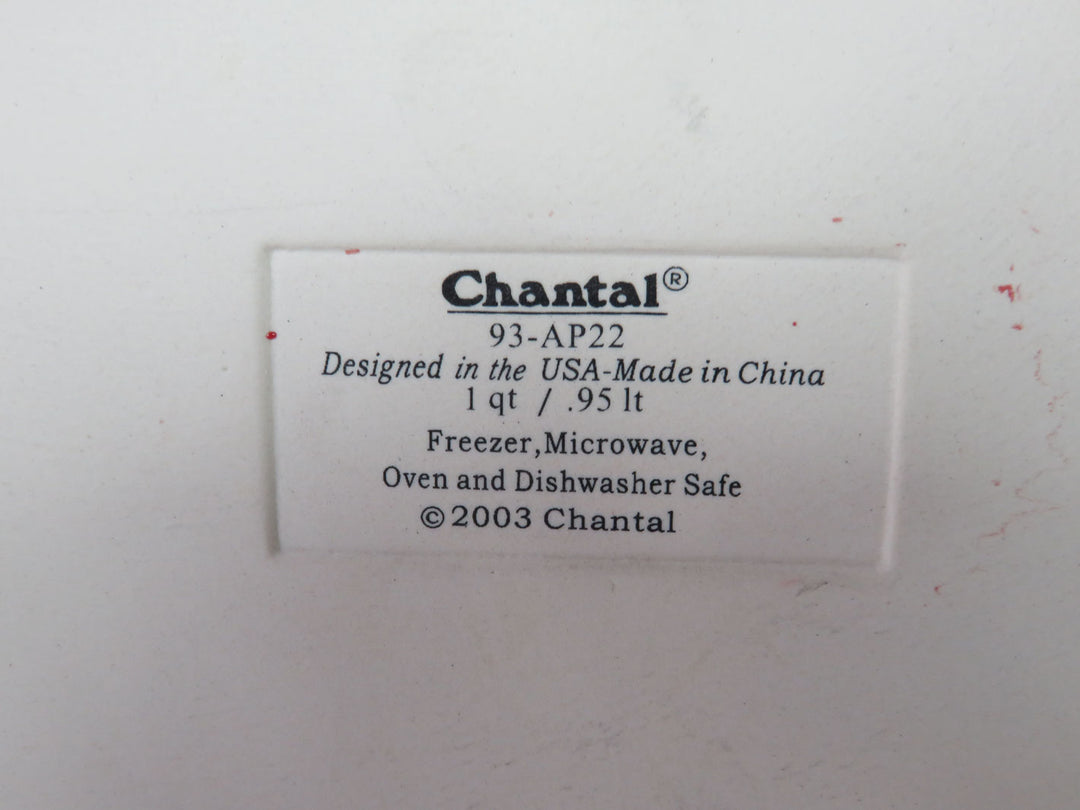 Chantal®
93-AP22
Designed in the USA-Made in China
1 qt / .95 lt
Freezer,Microwave,
Oven and Dishwasher Safe
©2003 Chantal